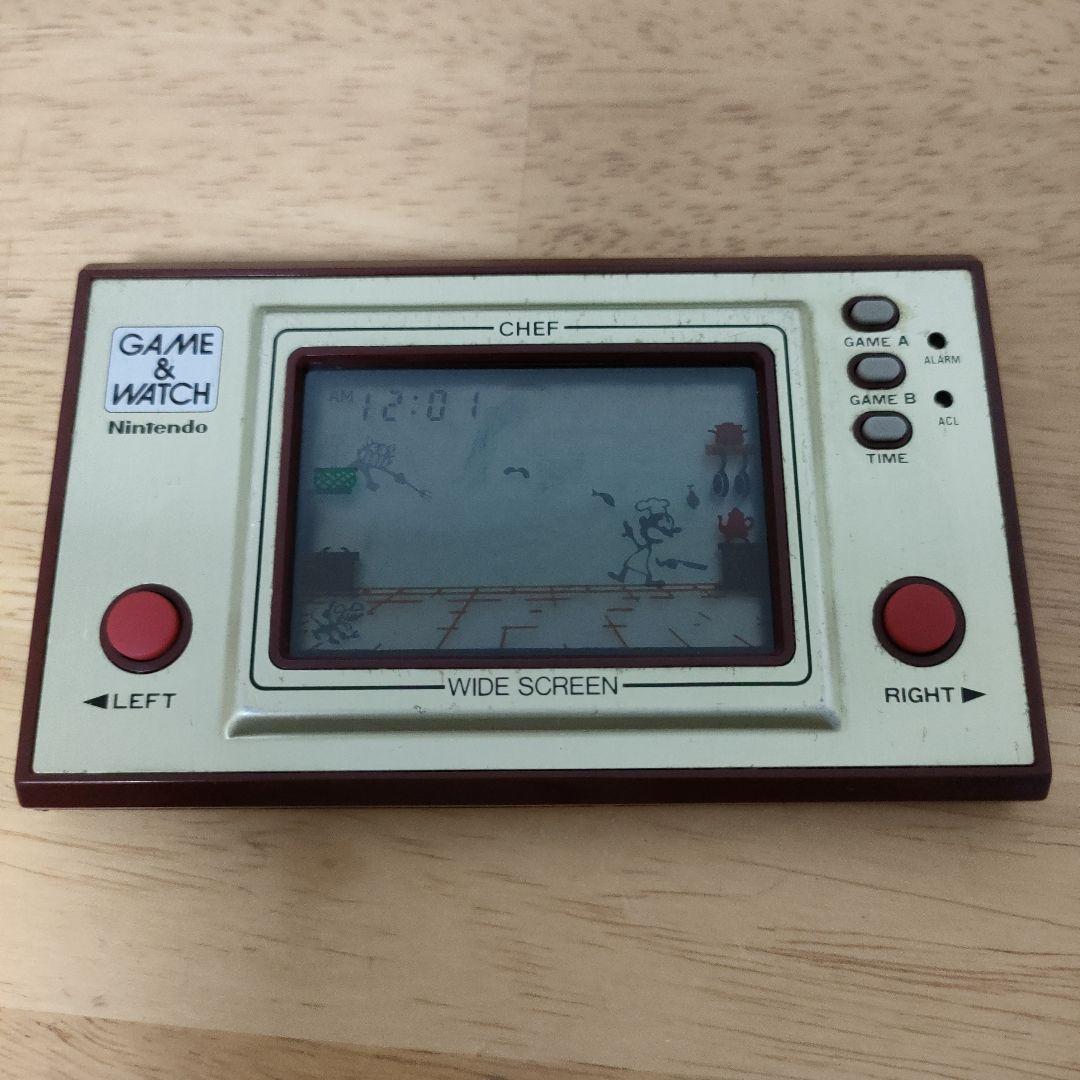 GAME
&
WATCH
Nintendo
CHEF
AM 12:01
WIDE SCREEN
◀LEFT
GAME A
ALARM
GAME B
ACL
TIME
RIGHT▶